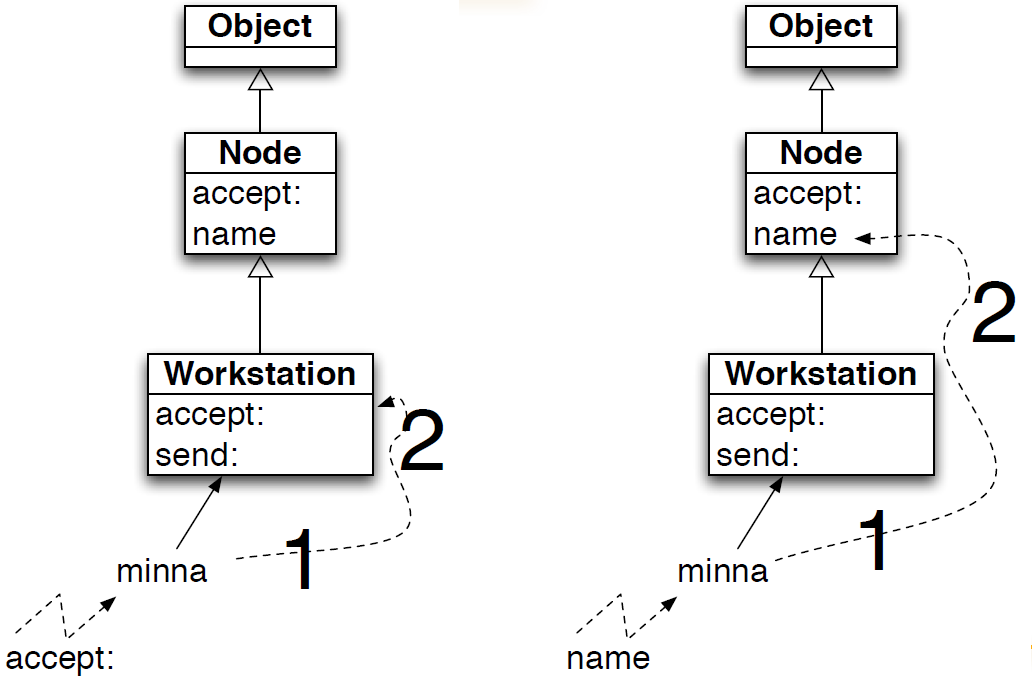 Object
Node
accept:
name
Workstation
accept:
send:
2
1
minna
accept:
Object
Node
accept:
name
2
Workstation
accept:
send:
1
minna
name